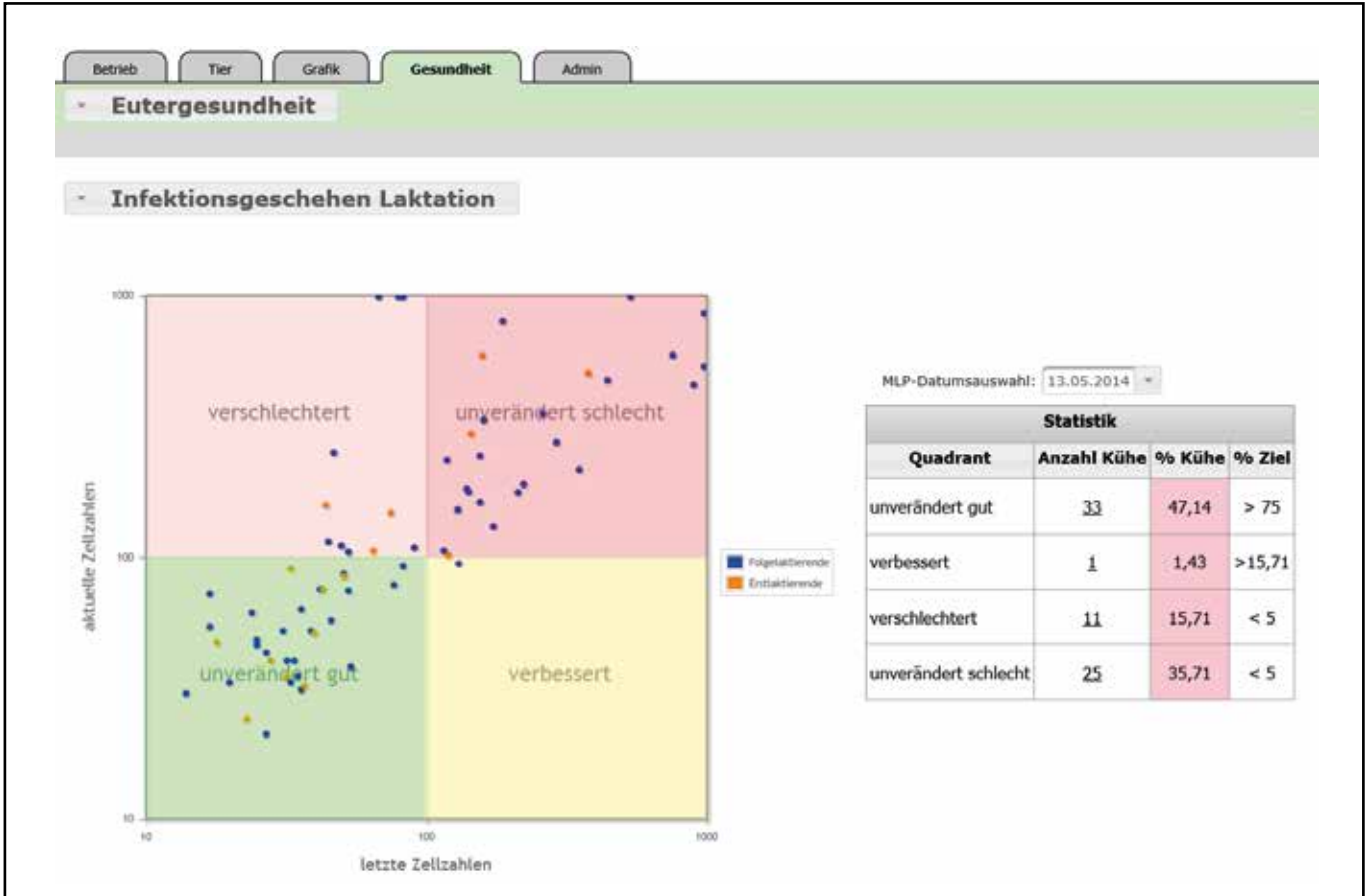 Betrieb Tier Grafik Gesundheit Admin
Eutergesundheit
Infektionsgeschehen Laktation
1000
verschlechtert unverändert schlecht
aktuelle Zellzahlen
100
unverändert gut verbessert
10
10 100 1000
letzte Zellzahlen
Folgelaktierende
Erstlaktierende
MLP-Datumsauswahl: 13.05.2014
Statistik
Quadrant Anzahl Kühe % Kühe % Ziel
unverändert gut 33 47,14 > 75
verbessert 1 1,43 >15,71
verschlechtert 11 15,71 < 5
unverändert schlecht 25 35,71 < 5